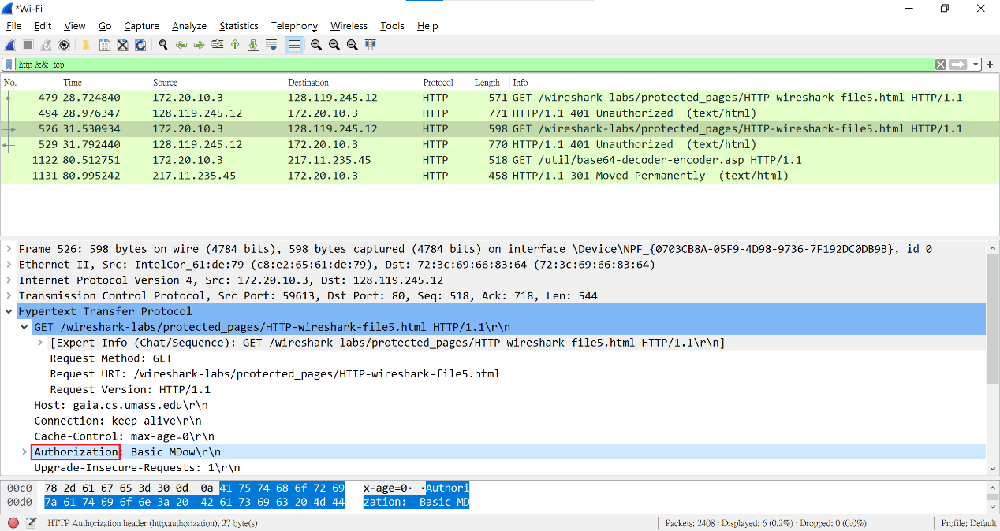 *Wi-Fi
File Edit View Go Capture Analyze Statistics Telephony Wireless Tools Help
http && tcp
No. Time Source Destination Protocol Length Info
479 28.724840 172.20.10.3 128.119.245.12 HTTP 571 GET /wireshark-labs/protected_pages/HTTP-wireshark-file5.html HTTP/1.1
494 28.976347 128.119.245.12 172.20.10.3 HTTP 771 HTTP/1.1 401 Unauthorized (text/html)
526 31.530934 172.20.10.3 128.119.245.12 HTTP 598 GET /wireshark-labs/protected_pages/HTTP-wireshark-file5.html HTTP/1.1
529 31.792440 128.119.245.12 172.20.10.3 HTTP 770 HTTP/1.1 401 Unauthorized (text/html)
1122 80.512751 172.20.10.3 217.11.235.45 HTTP 518 GET /util/base64-decoder-encoder.asp HTTP/1.1
1131 80.995242 217.11.235.45 172.20.10.3 HTTP 458 HTTP/1.1 301 Moved Permanently (text/html)
Frame 526: 598 bytes on wire (4784 bits), 598 bytes captured (4784 bits) on interface \Device\NPF_{0703CB8A-05F9-4D98-9736-7F192DC0DB9B}, id 0
Ethernet II, Src: IntelCor_61:de:79 (c8:e2:65:61:de:79), Dst: 72:3c:69:66:83:64 (72:3c:69:66:83:64)
Internet Protocol Version 4, Src: 172.20.10.3, Dst: 128.119.245.12
Transmission Control Protocol, Src Port: 59613, Dst Port: 80, Seq: 518, Ack: 718, Len: 544
Hypertext Transfer Protocol
GET /wireshark-labs/protected_pages/HTTP-wireshark-file5.html HTTP/1.1\r\n
[Expert Info (Chat/Sequence): GET /wireshark-labs/protected_pages/HTTP-wireshark-file5.html HTTP/1.1\r\n]
Request Method: GET
Request URI: /wireshark-labs/protected_pages/HTTP-wireshark-file5.html
Request Version: HTTP/1.1
Host: gaia.cs.umass.edu\r\n
Connection: keep-alive\r\n
Cache-Control: max-age=0\r\n
Authorization: Basic MDow\r\n
Upgrade-Insecure-Requests: 1\r\n
00c0 78 2d 61 67 65 3d 30 0d 0a 41 75 74 68 6f 72 69 x-age=0· ·Authori
00d0 7a 61 74 69 6f 6e 3a 20 42 61 73 69 63 20 4d 44 zation: Basic MD
HTTP Authorization header (http.authorization), 27 byte(s) Packets: 2408 · Displayed: 6 (0.2%) · Dropped: 0 (0.0%) Profile: Default